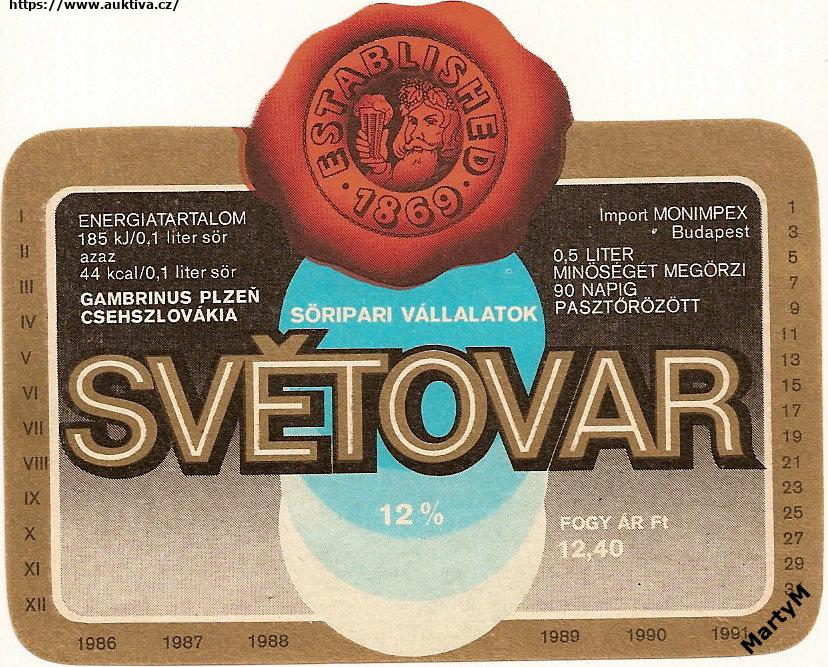 https://www.auktiva.cz/
ESTABLISHED
· 1869 ·
ENERGIATARTALOM
185 kJ/0,1 liter sör
azaz
44 kcal/0,1 liter sör
GAMBRINUS PLZEŇ
CSEHSZLOVÁKIA
Import MONIMPEX
Budapest
0,5 LITER
MINŐSÉGÉT MEGŐRZI
90 NAPIG
PASZTŐRÖZÖTT
SÖRIPARI VÁLLALATOK
SVĚTOVAR
12 %
FOGY ÁR Ft
12,40
I
II
III
IV
V
VI
VII
VIII
IX
X
XI
XII
1
3
5
7
9
11
13
15
17
19
21
23
25
27
29
1986 1987 1988 1989 1990 1991
MartyM